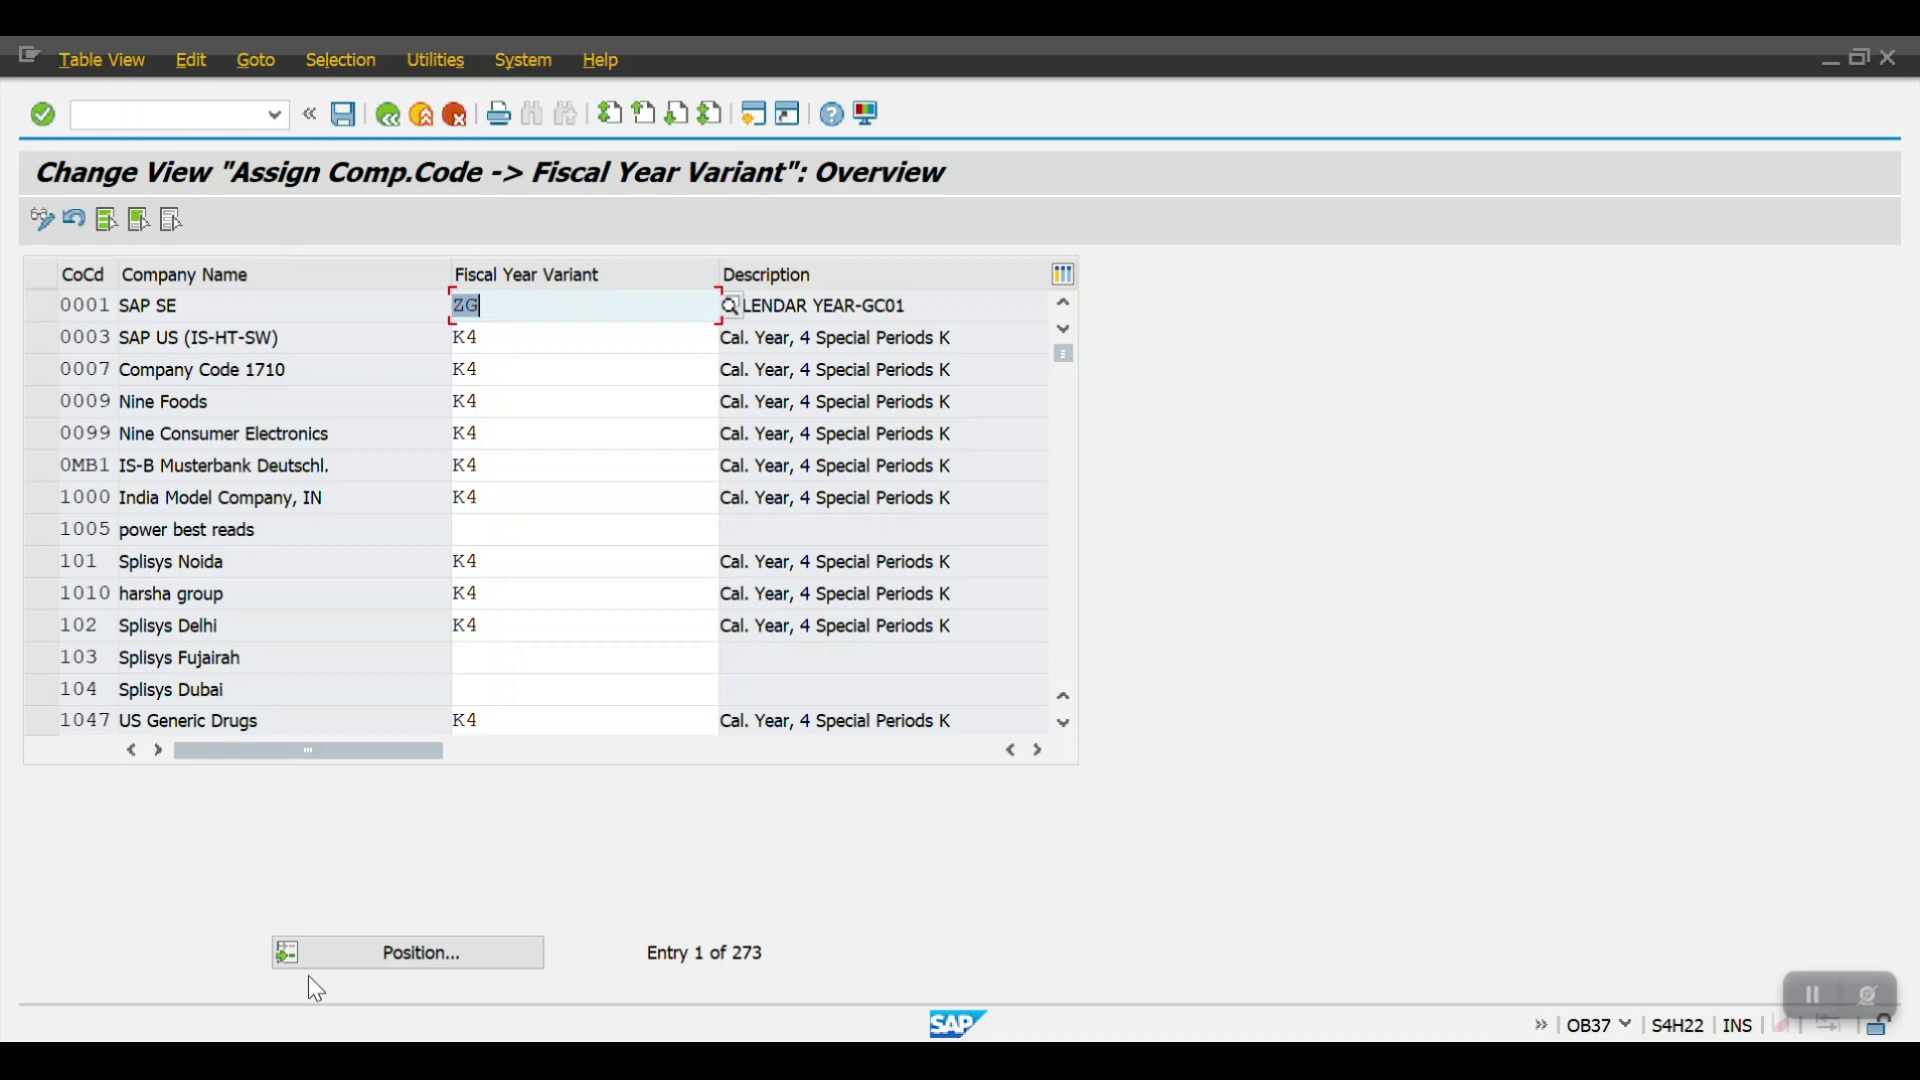 Table View Edit Goto Selection Utilities System Help
Change View "Assign Comp.Code -> Fiscal Year Variant": Overview
CoCd Company Name Fiscal Year Variant Description
0001 SAP SE ZG LENDAR YEAR-GC01
0003 SAP US (IS-HT-SW) K4 Cal. Year, 4 Special Periods K
0007 Company Code 1710 K4 Cal. Year, 4 Special Periods K
0009 Nine Foods K4 Cal. Year, 4 Special Periods K
0099 Nine Consumer Electronics K4 Cal. Year, 4 Special Periods K
0MB1 IS-B Musterbank Deutschl. K4 Cal. Year, 4 Special Periods K
1000 India Model Company, IN K4 Cal. Year, 4 Special Periods K
1005 power best reads
101 Splisys Noida K4 Cal. Year, 4 Special Periods K
1010 harsha group K4 Cal. Year, 4 Special Periods K
102 Splisys Delhi K4 Cal. Year, 4 Special Periods K
103 Splisys Fujairah
104 Splisys Dubai
1047 US Generic Drugs K4 Cal. Year, 4 Special Periods K
Position... Entry 1 of 273
SAP OB37 S4H22 INS